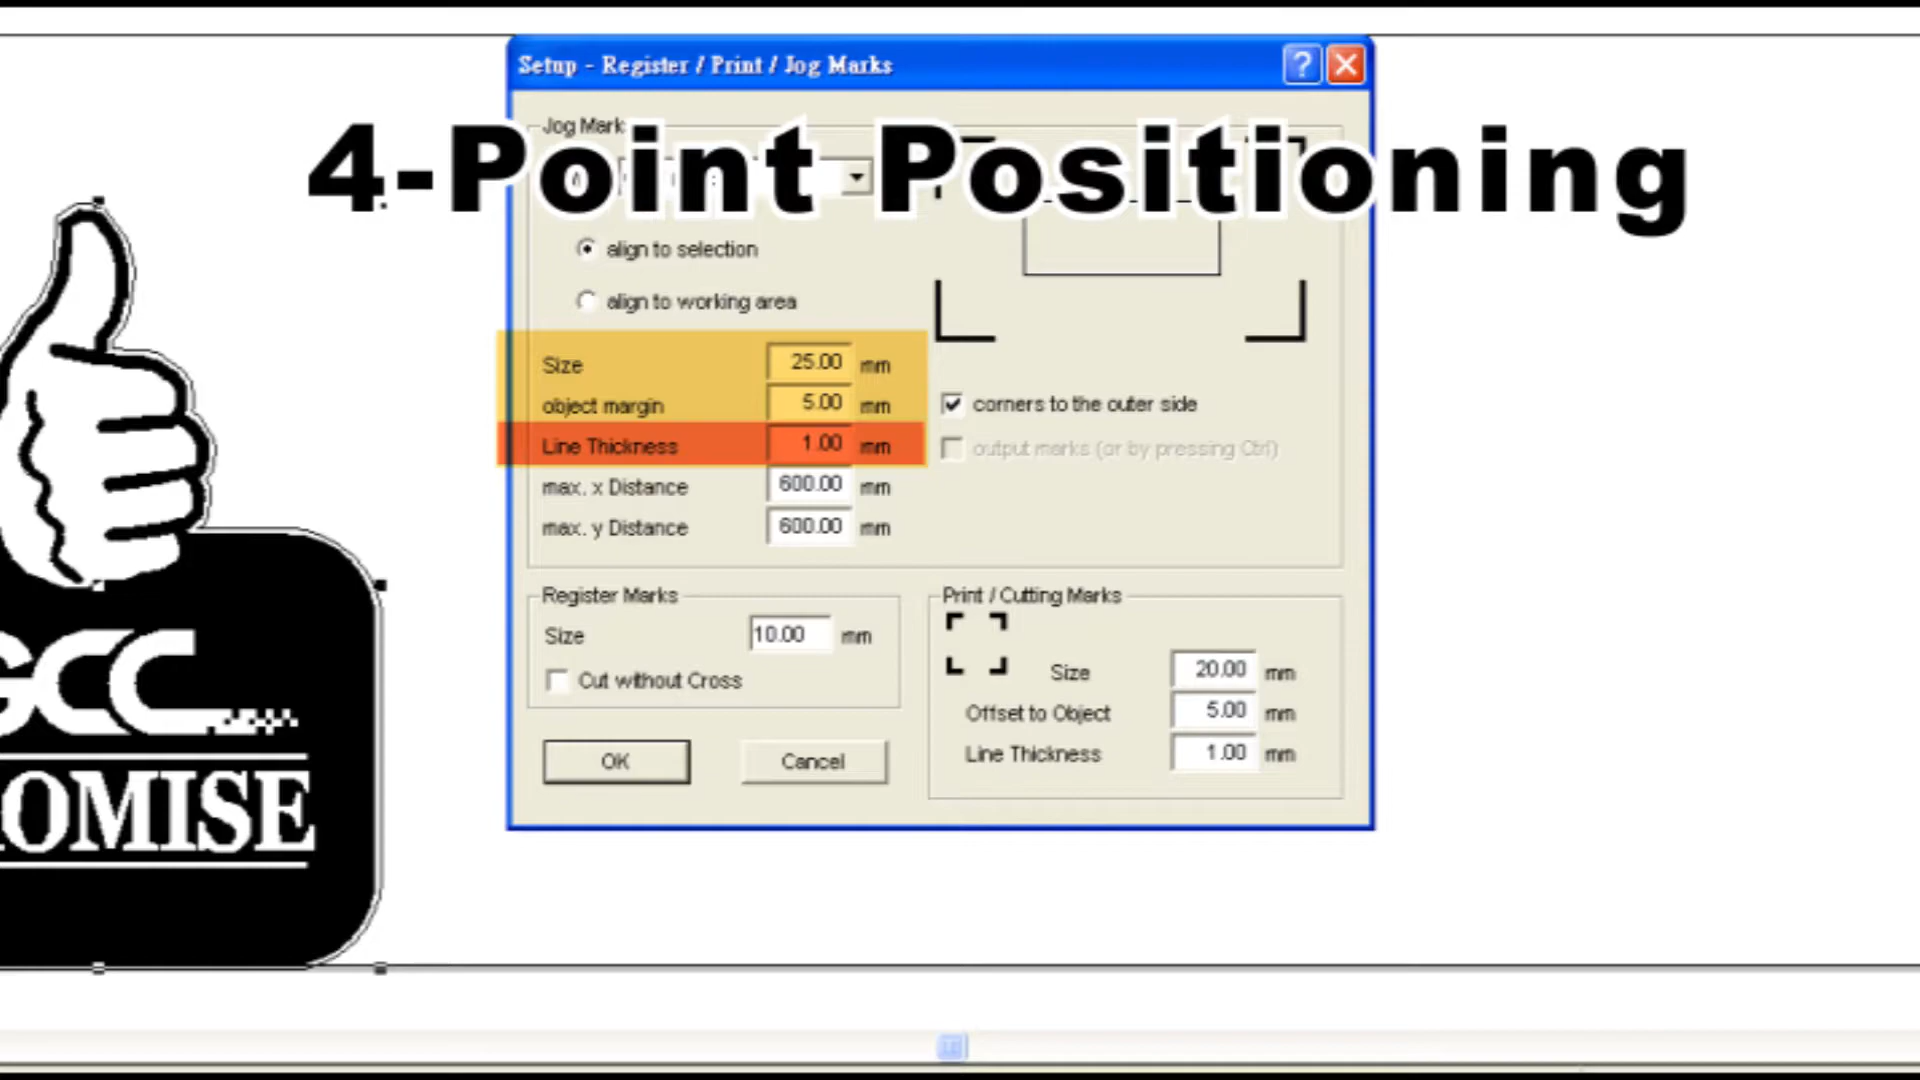 Setup - Register / Print / Jog Marks
Jog Mark
4-Point Positioning
align to selection
align to working area
Size 25.00 mm
object margin 5.00 mm
corners to the outer side
Line Thickness 1.00 mm
output marks (or by pressing Ctrl)
max. x Distance 600.00 mm
max. y Distance 600.00 mm
Register Marks
Size 10.00 mm
Cut without Cross
Print / Cutting Marks
Size 20.00 mm
Offset to Object 5.00 mm
Line Thickness 1.00 mm
OK
Cancel
GCC
OMISE